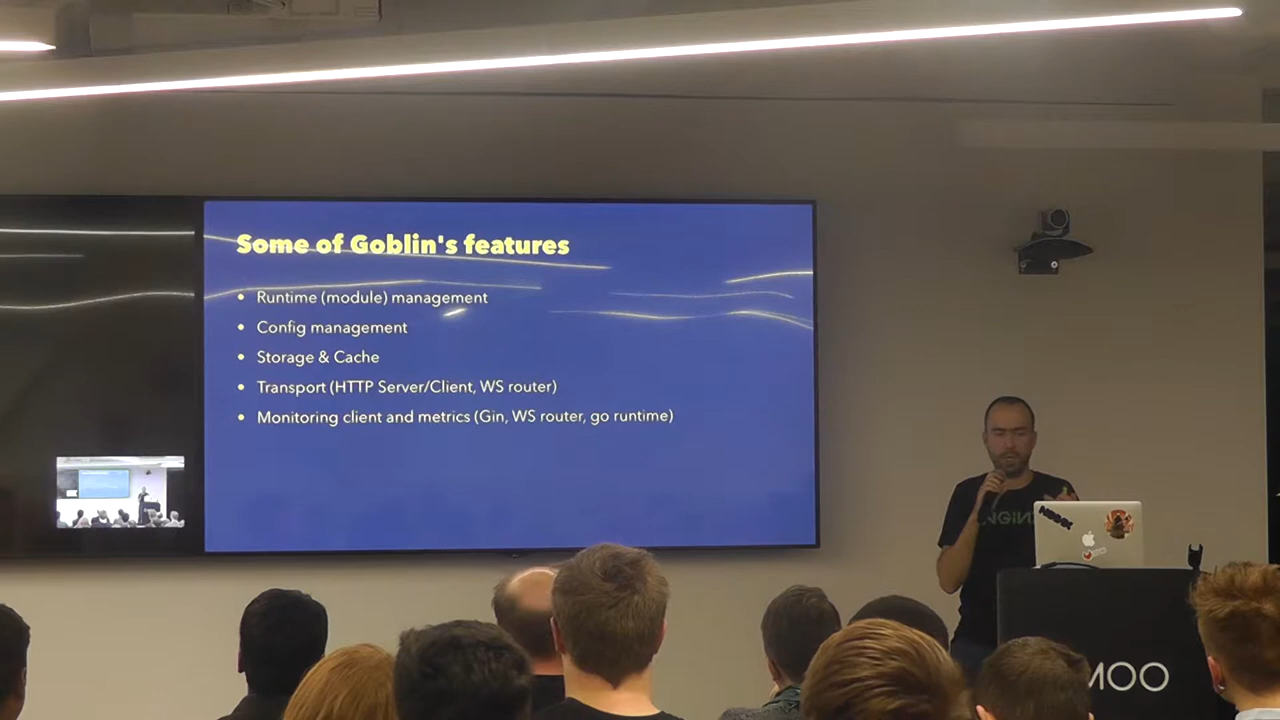 Some of Goblin's features
• Runtime (module) management
• Config management
• Storage & Cache
• Transport (HTTP Server/Client, WS router)
• Monitoring client and metrics (Gin, WS router, go runtime)
NGIN
MOO